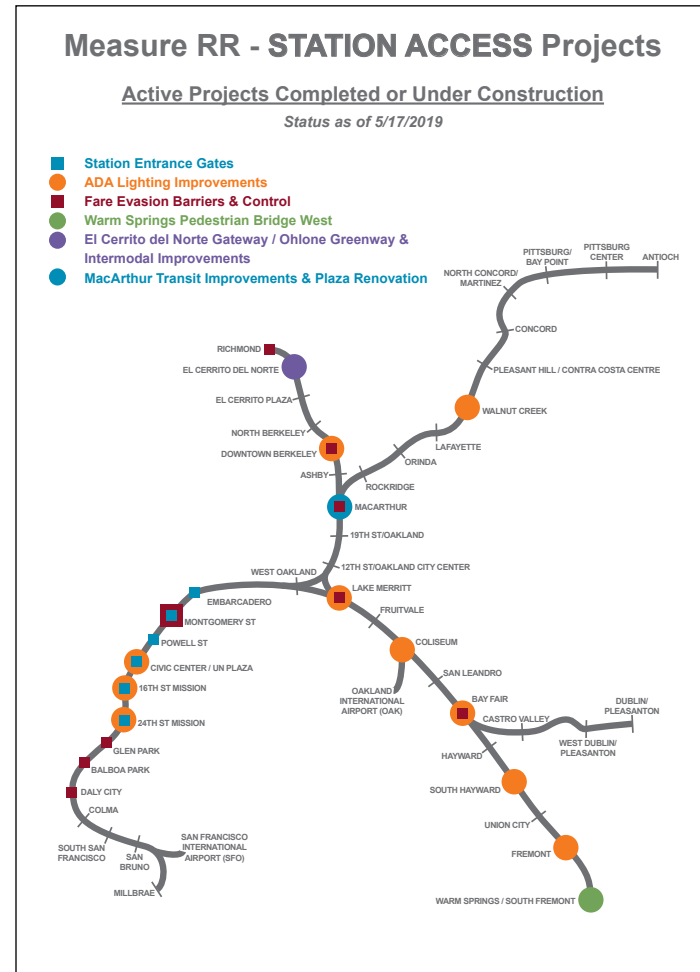 Measure RR - STATION ACCESS Projects
Active Projects Completed or Under Construction
Status as of 5/17/2019
Station Entrance Gates
ADA Lighting Improvements
Fare Evasion Barriers & Control
Warm Springs Pedestrian Bridge West
El Cerrito del Norte Gateway / Ohlone Greenway &
Intermodal Improvements
MacArthur Transit Improvements & Plaza Renovation
PITTSBURG/
BAY POINT
PITTSBURG
CENTER
ANTIOCH
NORTH CONCORD/
MARTINEZ
CONCORD
RICHMOND
EL CERRITO DEL NORTE
PLEASANT HILL / CONTRA COSTA CENTRE
EL CERRITO PLAZA
WALNUT CREEK
NORTH BERKELEY
LAFAYETTE
DOWNTOWN BERKELEY
ORINDA
ASHBY
ROCKRIDGE
MACARTHUR
19TH ST/OAKLAND
12TH ST/OAKLAND CITY CENTER
WEST OAKLAND
LAKE MERRITT
EMBARCADERO
FRUITVALE
MONTGOMERY ST
POWELL ST
COLISEUM
CIVIC CENTER / UN PLAZA
SAN LEANDRO
16TH ST MISSION
OAKLAND
INTERNATIONAL
AIRPORT (OAK)
BAY FAIR
DUBLIN/
PLEASANTON
24TH ST MISSION
CASTRO VALLEY
GLEN PARK
WEST DUBLIN/
PLEASANTON
HAYWARD
BALBOA PARK
DALY CITY
SOUTH HAYWARD
COLMA
UNION CITY
SOUTH SAN
FRANCISCO
SAN
BRUNO
SAN FRANCISCO
INTERNATIONAL
AIRPORT (SFO)
FREMONT
MILLBRAE
WARM SPRINGS / SOUTH FREMONT